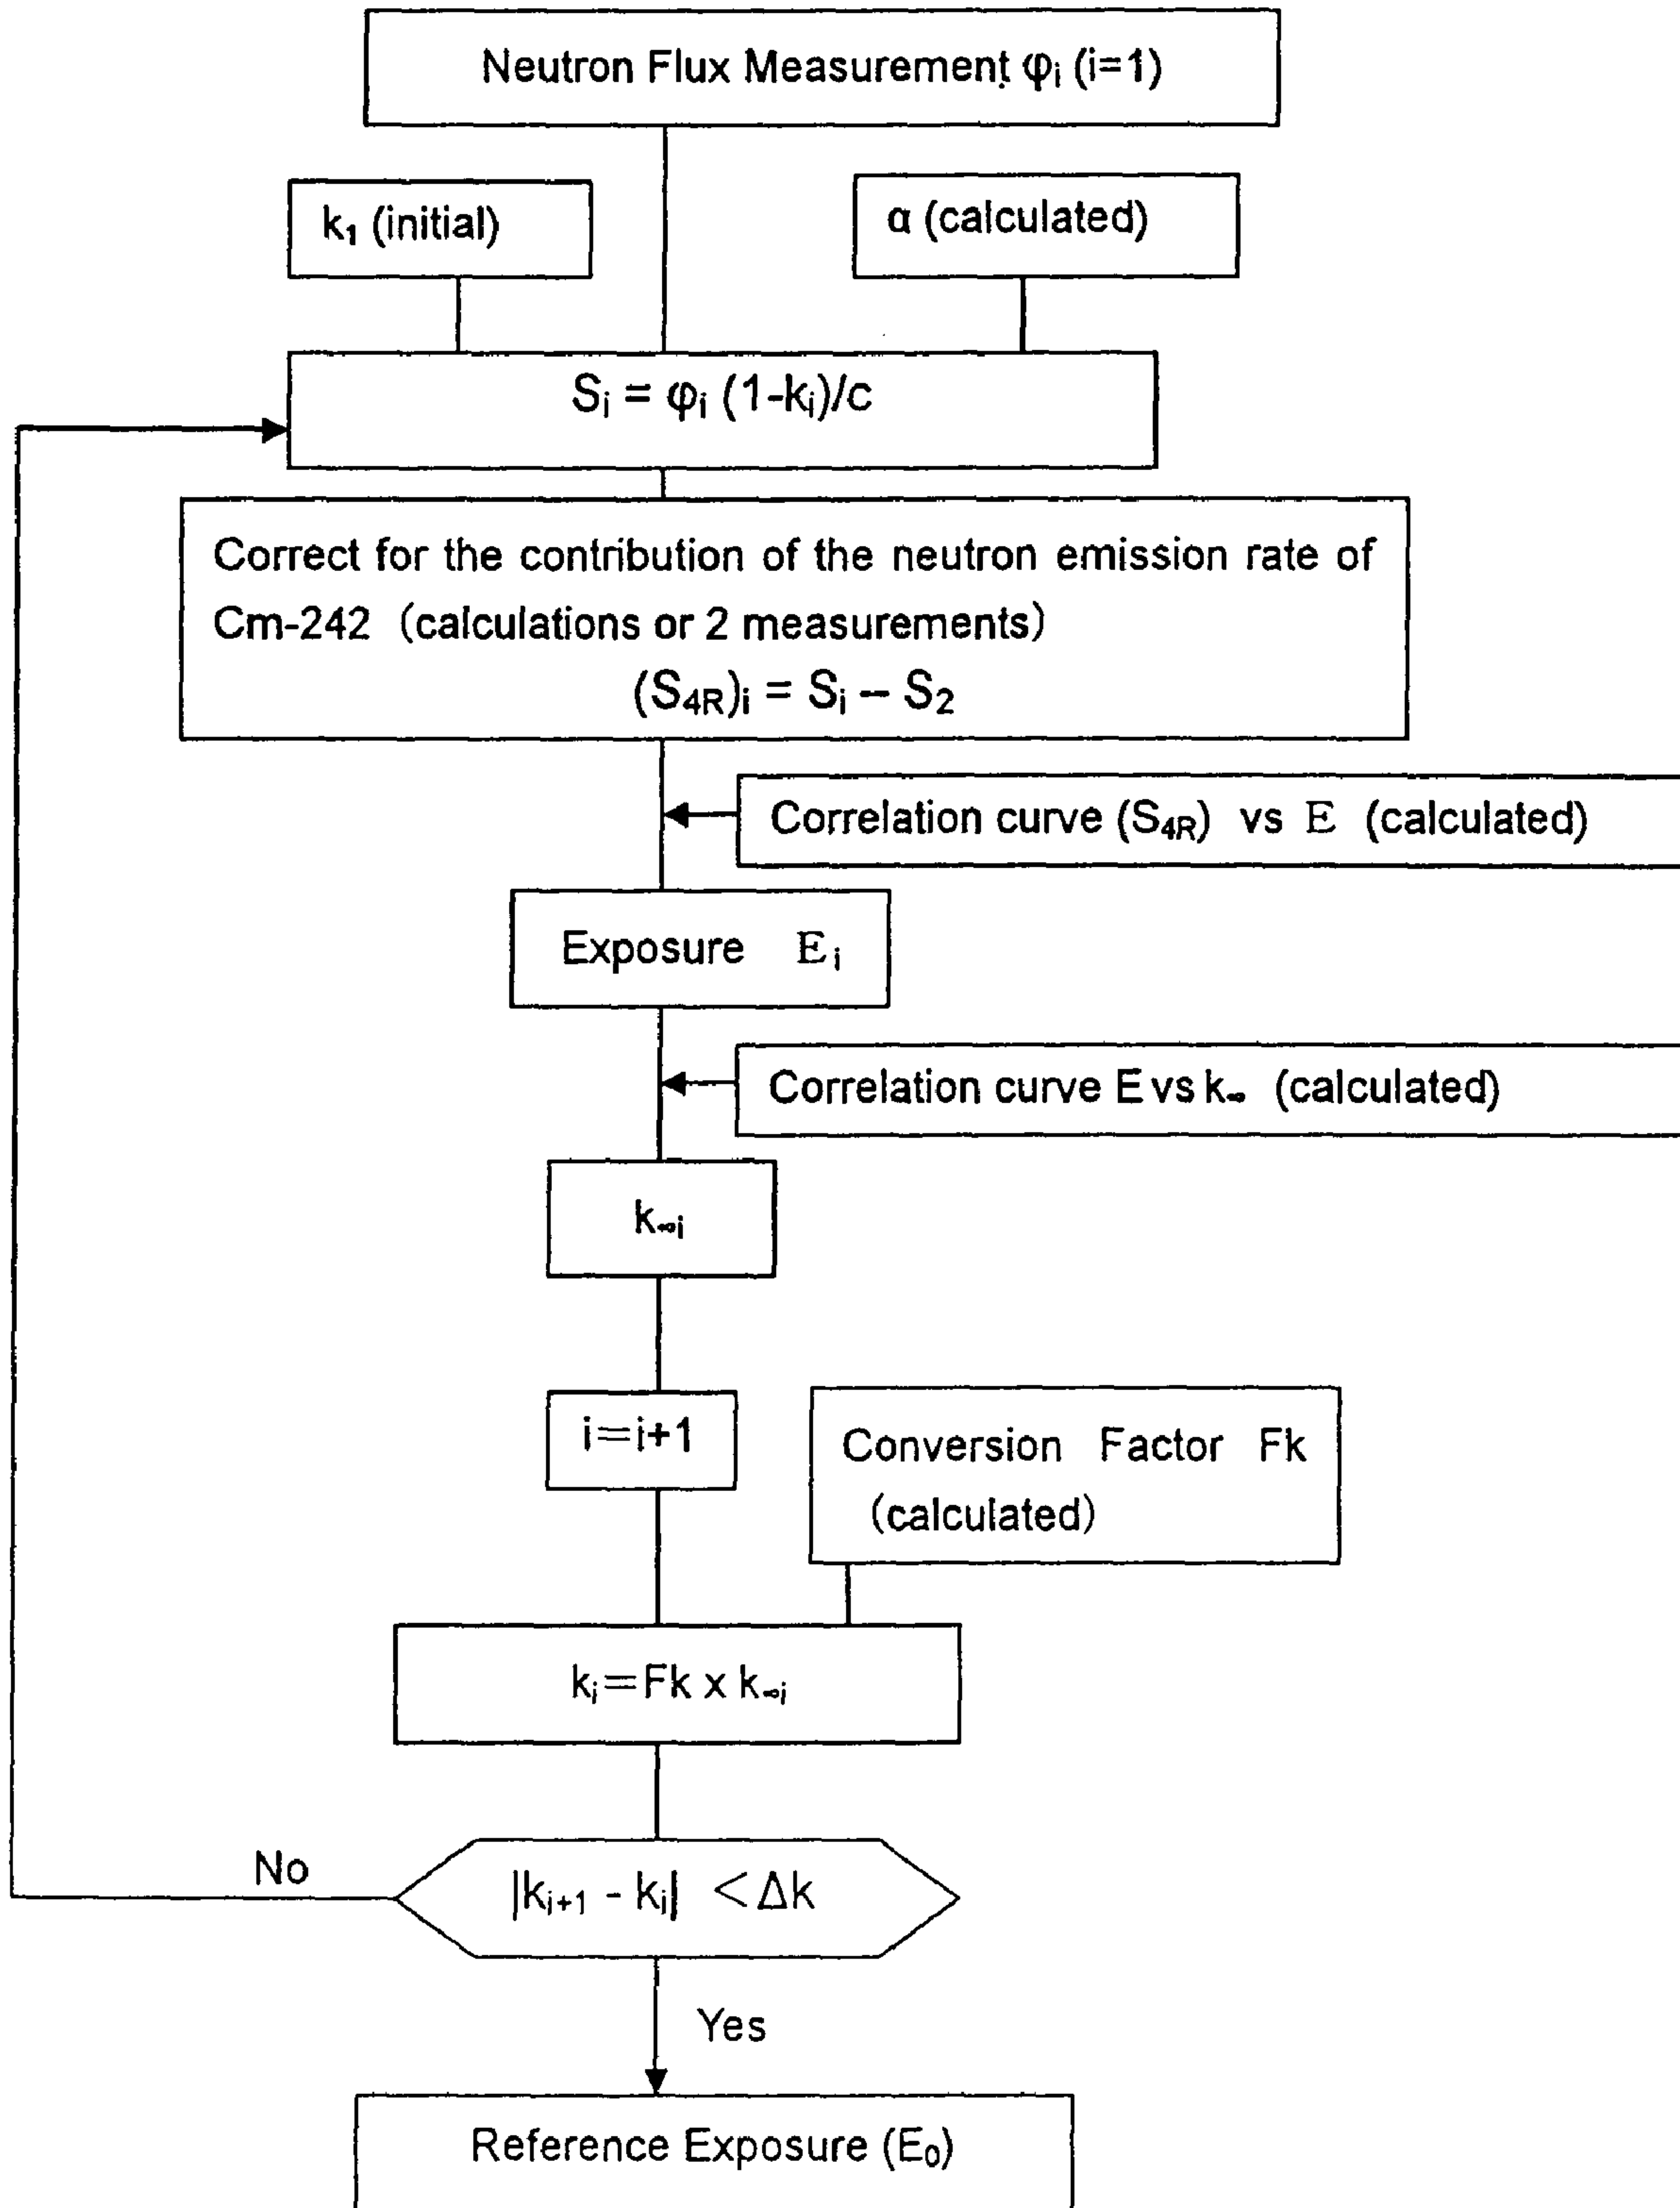 Neutron Flux Measurement φᵢ (i=1)
k₁ (initial)
α (calculated)
Sᵢ = φᵢ (1-kᵢ)/c
Correct for the contribution of the neutron emission rate of
Cm-242 (calculations or 2 measurements)
(S₄R)ᵢ = Sᵢ – S₂
Correlation curve (S₄R) vs E (calculated)
Exposure Eᵢ
Correlation curve E vs k∞ (calculated)
k∞i
i=i+1
Conversion Factor Fk
(calculated)
kᵢ=Fk x k∞i
No
|kᵢ₊₁ - kᵢ| <Δk
Yes
Reference Exposure (E₀)